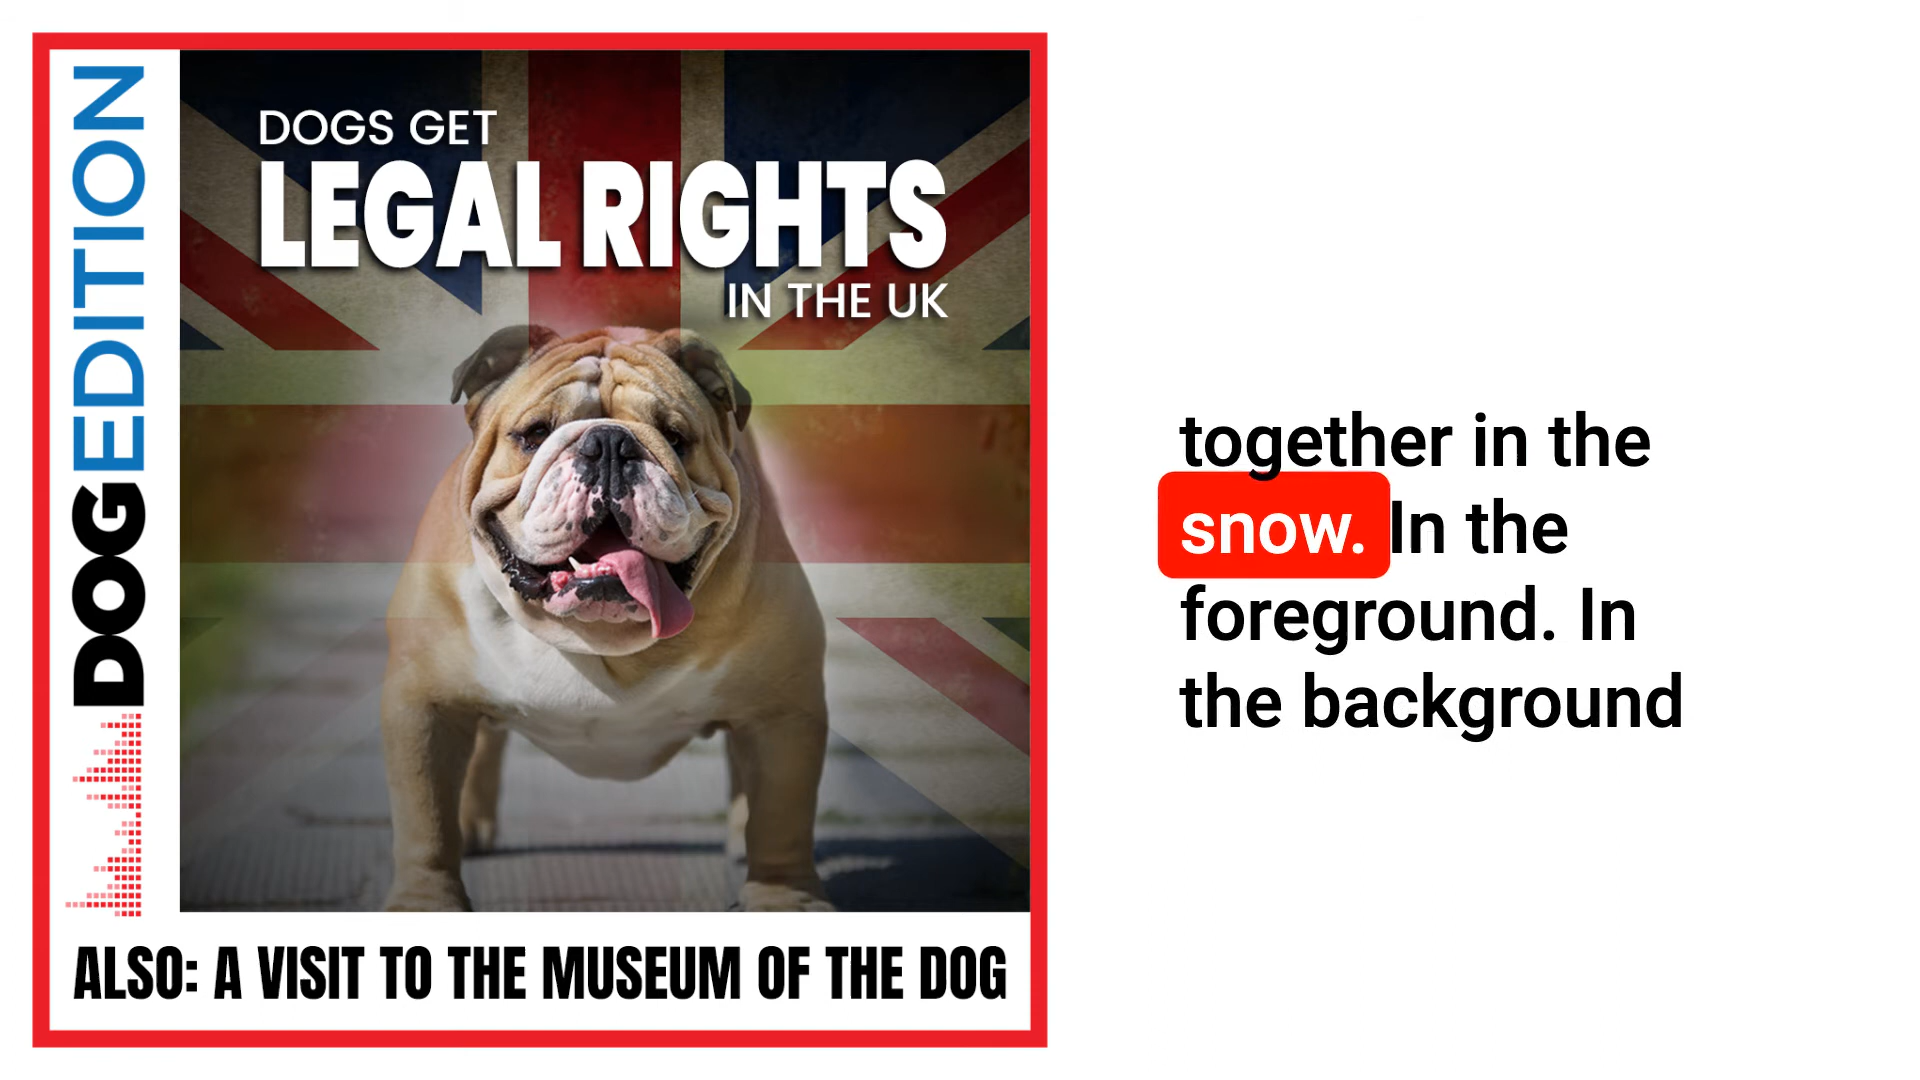 DOGEDITION
DOGS GET
LEGAL RIGHTS
IN THE UK
ALSO: A VISIT TO THE MUSEUM OF THE DOG
together in the
snow. In the
foreground. In
the background